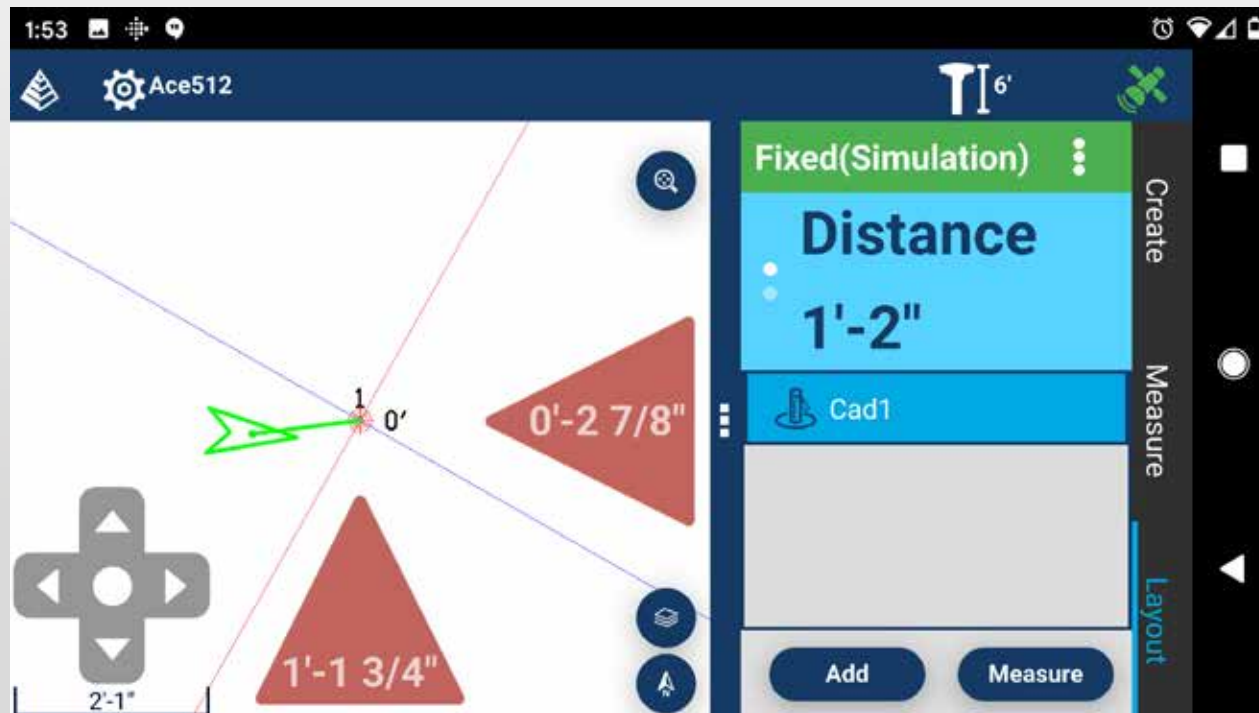 1:53
Ace512
6'
Fixed(Simulation)
Distance
1'-2"
Cad1
Add
Measure
Create
Measure
Layout
1
0'
0'-2 7/8"
1'-1 3/4"
2'-1"
N